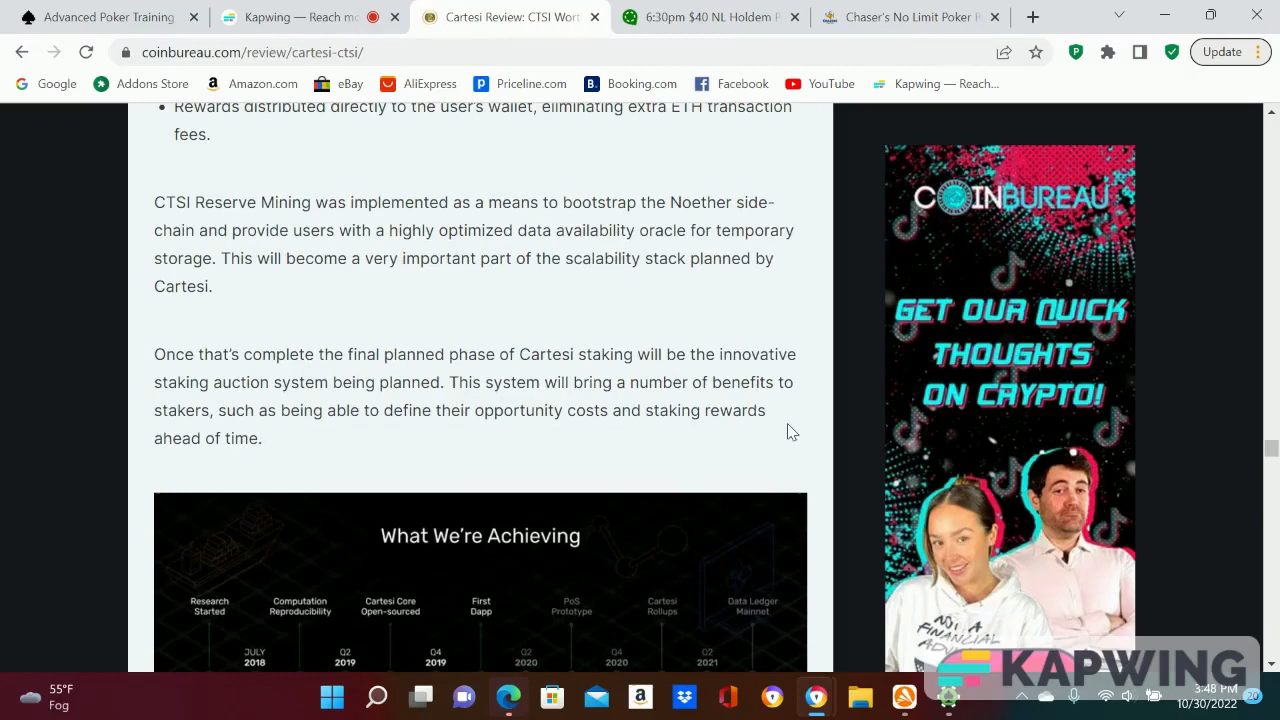 Advanced Poker Training
Kapwing — Reach mo
Cartesi Review: CTSI Wort
6:30pm $40 NL Holdem P
Chaser's No Limit Poker R
coinbureau.com/review/cartesi-ctsi/
Update
Google
Addons Store
Amazon.com
eBay
AliExpress
Priceline.com
Booking.com
Facebook
YouTube
Kapwing — Reach...
Rewards distributed directly to the user's wallet, eliminating extra ETH transaction
fees.
CTSI Reserve Mining was implemented as a means to bootstrap the Noether side-
chain and provide users with a highly optimized data availability oracle for temporary
storage. This will become a very important part of the scalability stack planned by
Cartesi.
Once that's complete the final planned phase of Cartesi staking will be the innovative
staking auction system being planned. This system will bring a number of benefits to
stakers, such as being able to define their opportunity costs and staking rewards
ahead of time.
What We're Achieving
Research
Started
Computation
Reproducibility
Cartesi Core
Open-sourced
First
Dapp
PoS
Prototype
Cartesi
Rollups
Data Ledger
Mainnet
JULY
2018
Q2
2019
Q4
2019
Q2
2020
Q4
2020
Q2
2021
COINBUREAU
GET OUR QUICK
THOUGHTS
ON CRYPTO!
NOT A
FINANCIAL
KAPWING
55°F
Fog
3:48 PM
10/30/2022
20